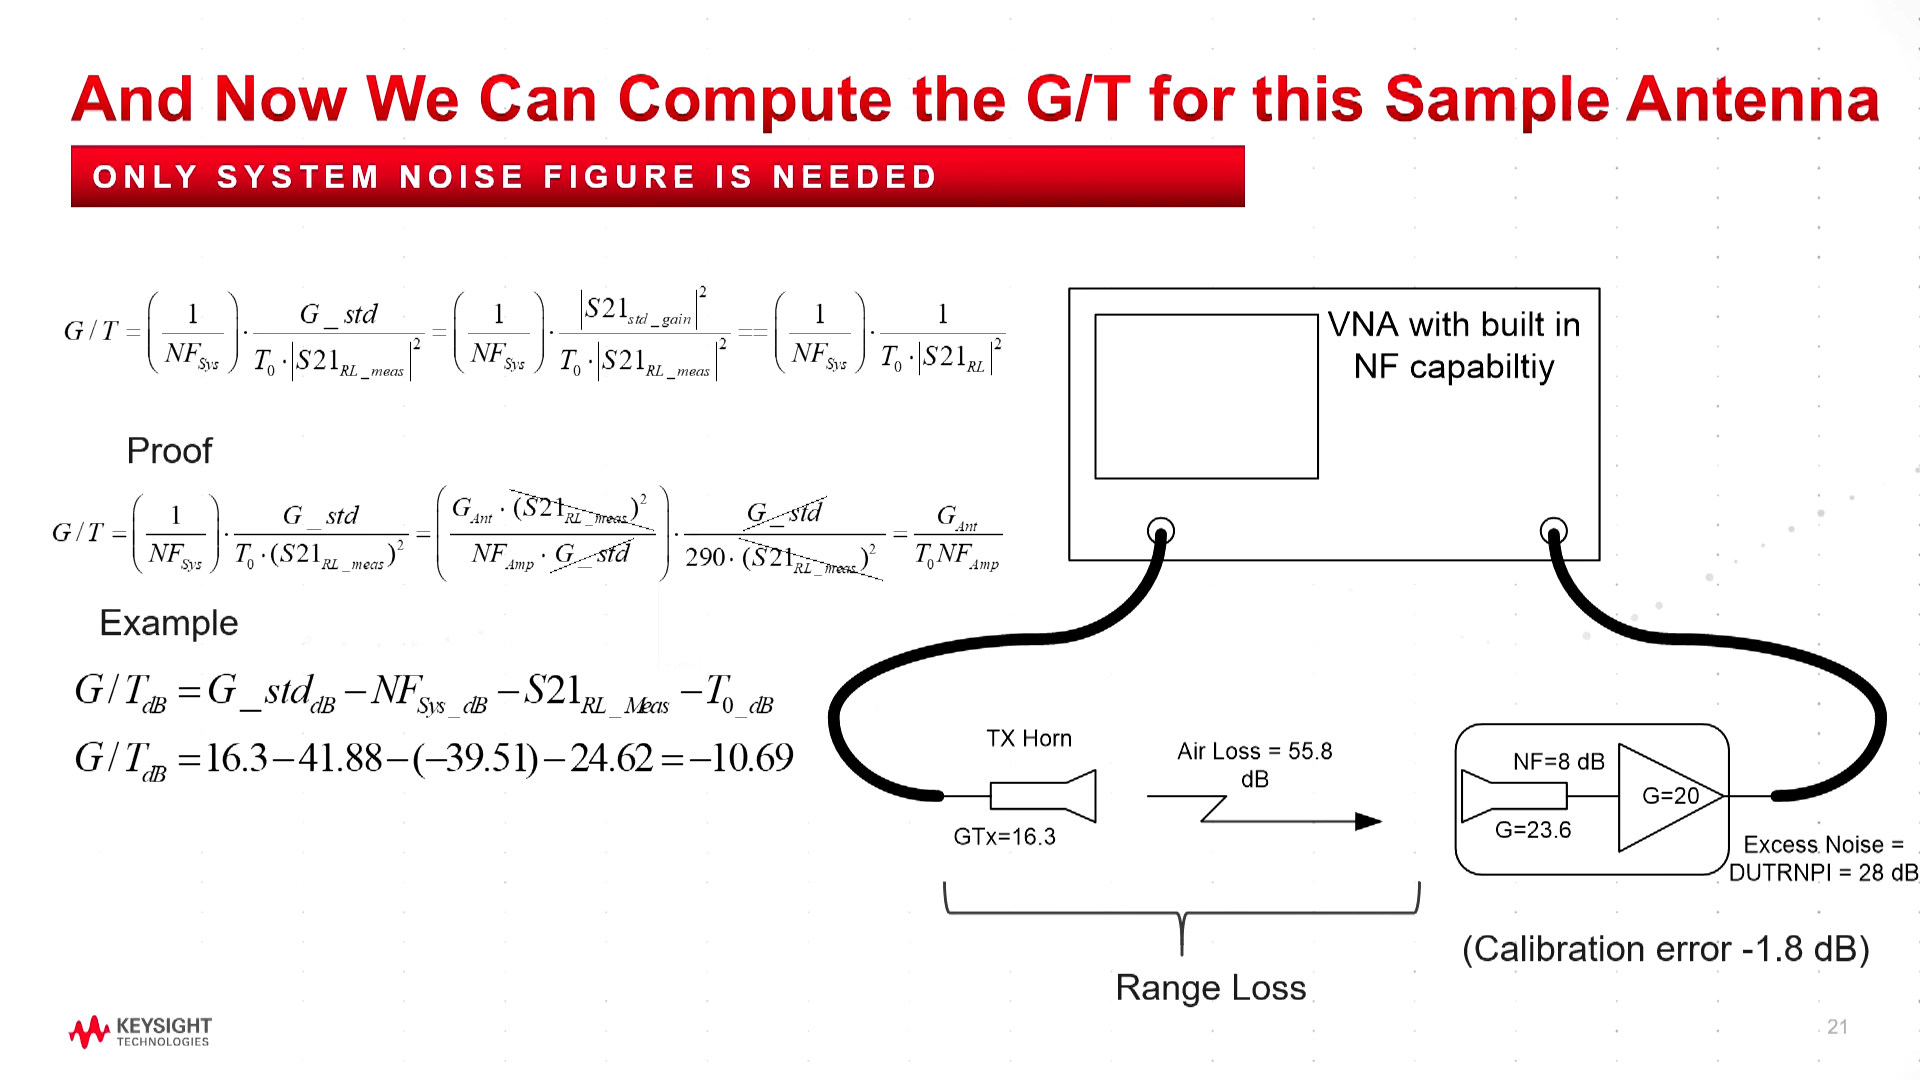 And Now We Can Compute the G/T for this Sample Antenna
ONLY SYSTEM NOISE FIGURE IS NEEDED
G/T = (1/NF_Sys) · G_std/(T_0 · |S21_RL_meas|^2) = (1/NF_Sys) · |S21_std_gain|^2/(T_0 · |S21_RL_meas|^2) == (1/NF_Sys) · 1/(T_0 · |S21_RL|^2)
Proof
G/T = (1/NF_Sys) · G_std/(T_0 · (S21_RL_meas)^2) = (G_Ant · (S21_RL_meas)^2/(NF_Amp · G_std)) · G_std/(290 · (S21_RL_meas)^2) = G_Ant/(T_0 NF_Amp)
Example
G/T_dB = G_std_dB − NF_Sys_dB − S21_RL_Meas − T_0_dB
G/T_dB = 16.3 − 41.88 − (−39.51) − 24.62 = −10.69
VNA with built in
NF capabiltiy
TX Horn
GTx=16.3
Air Loss = 55.8
dB
NF=8 dB
G=23.6
G=20
Excess Noise =
DUTRNPI = 28 dB
Range Loss
(Calibration error -1.8 dB)
KEYSIGHT
TECHNOLOGIES
21